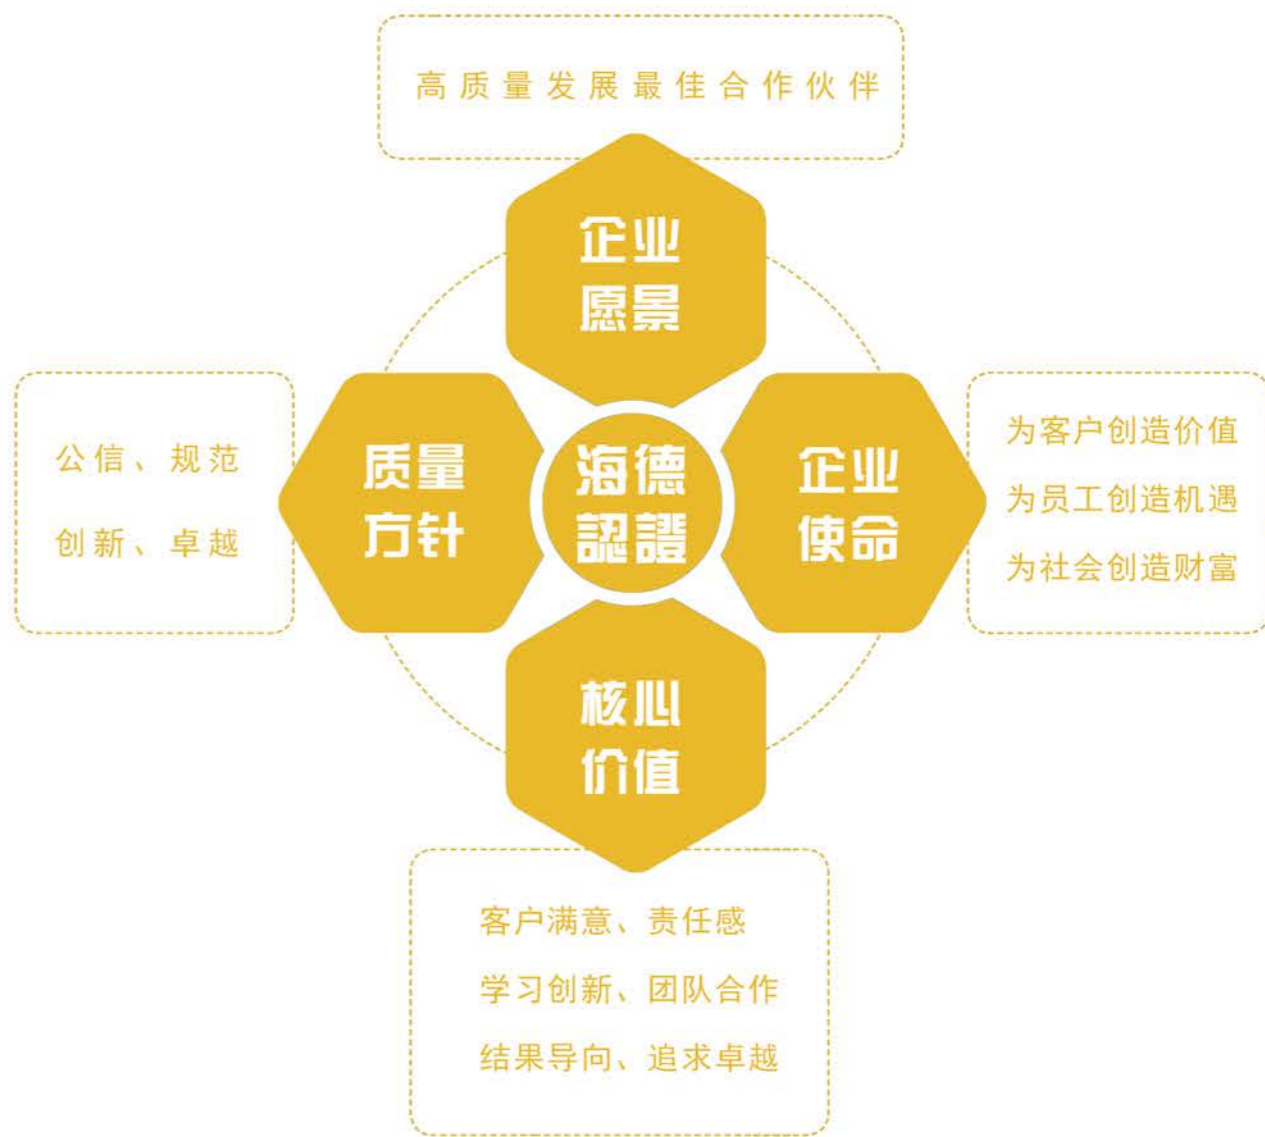 高质量发展最佳合作伙伴
企业
愿景
公信、规范
创新、卓越
质量
方针
海德
認證
企业
使命
为客户创造价值
为员工创造机遇
为社会创造财富
核心
价值
客户满意、责任感
学习创新、团队合作
结果导向、追求卓越